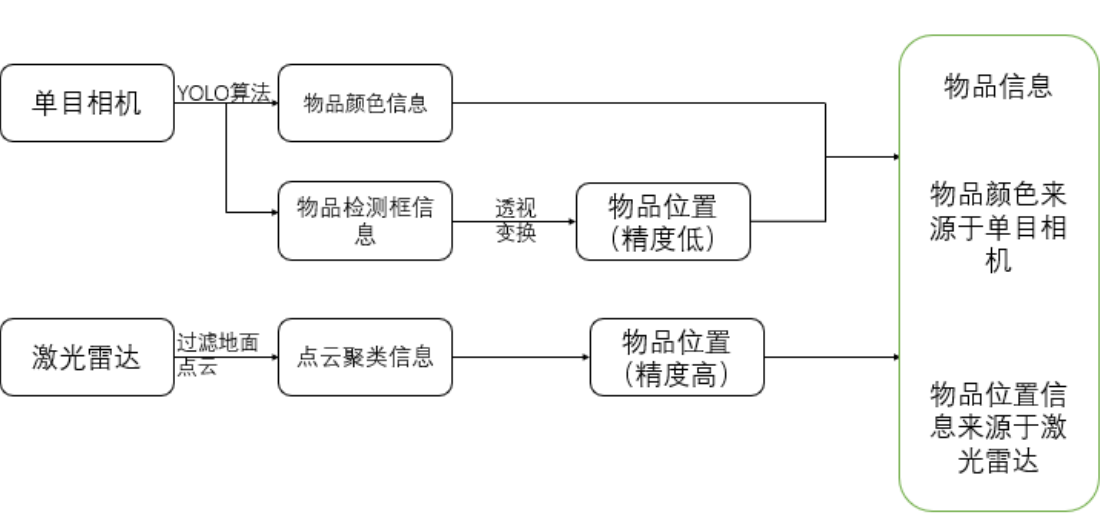 单目相机
YOLO算法
物品颜色信息
物品检测框信
息
透视
变换
物品位置
（精度低）
激光雷达
过滤地面
点云
点云聚类信息
物品位置
（精度高）
物品信息
物品颜色来
源于单目相
机
物品位置信
息来源于激
光雷达